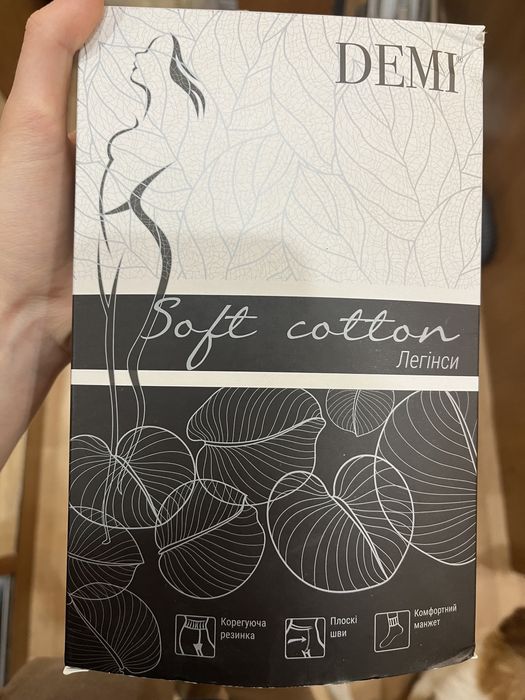 DEMI®
Soft cotton
Легінси
Корегуюча
резинка
Плоскі
шви
Комфортний
манжет